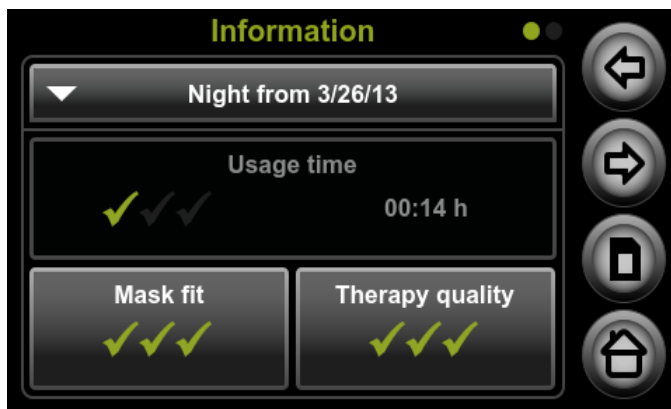 Information
Night from 3/26/13
Usage time
00:14 h
Mask fit
Therapy quality